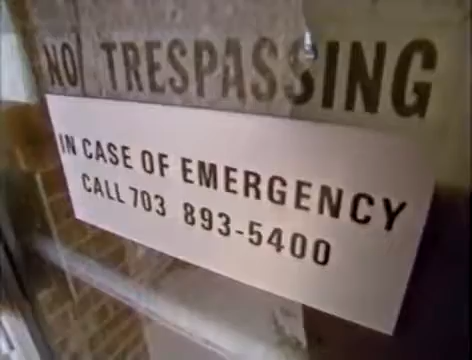 NO TRESPASSING
IN CASE OF EMERGENCY
CALL 703 893-5400